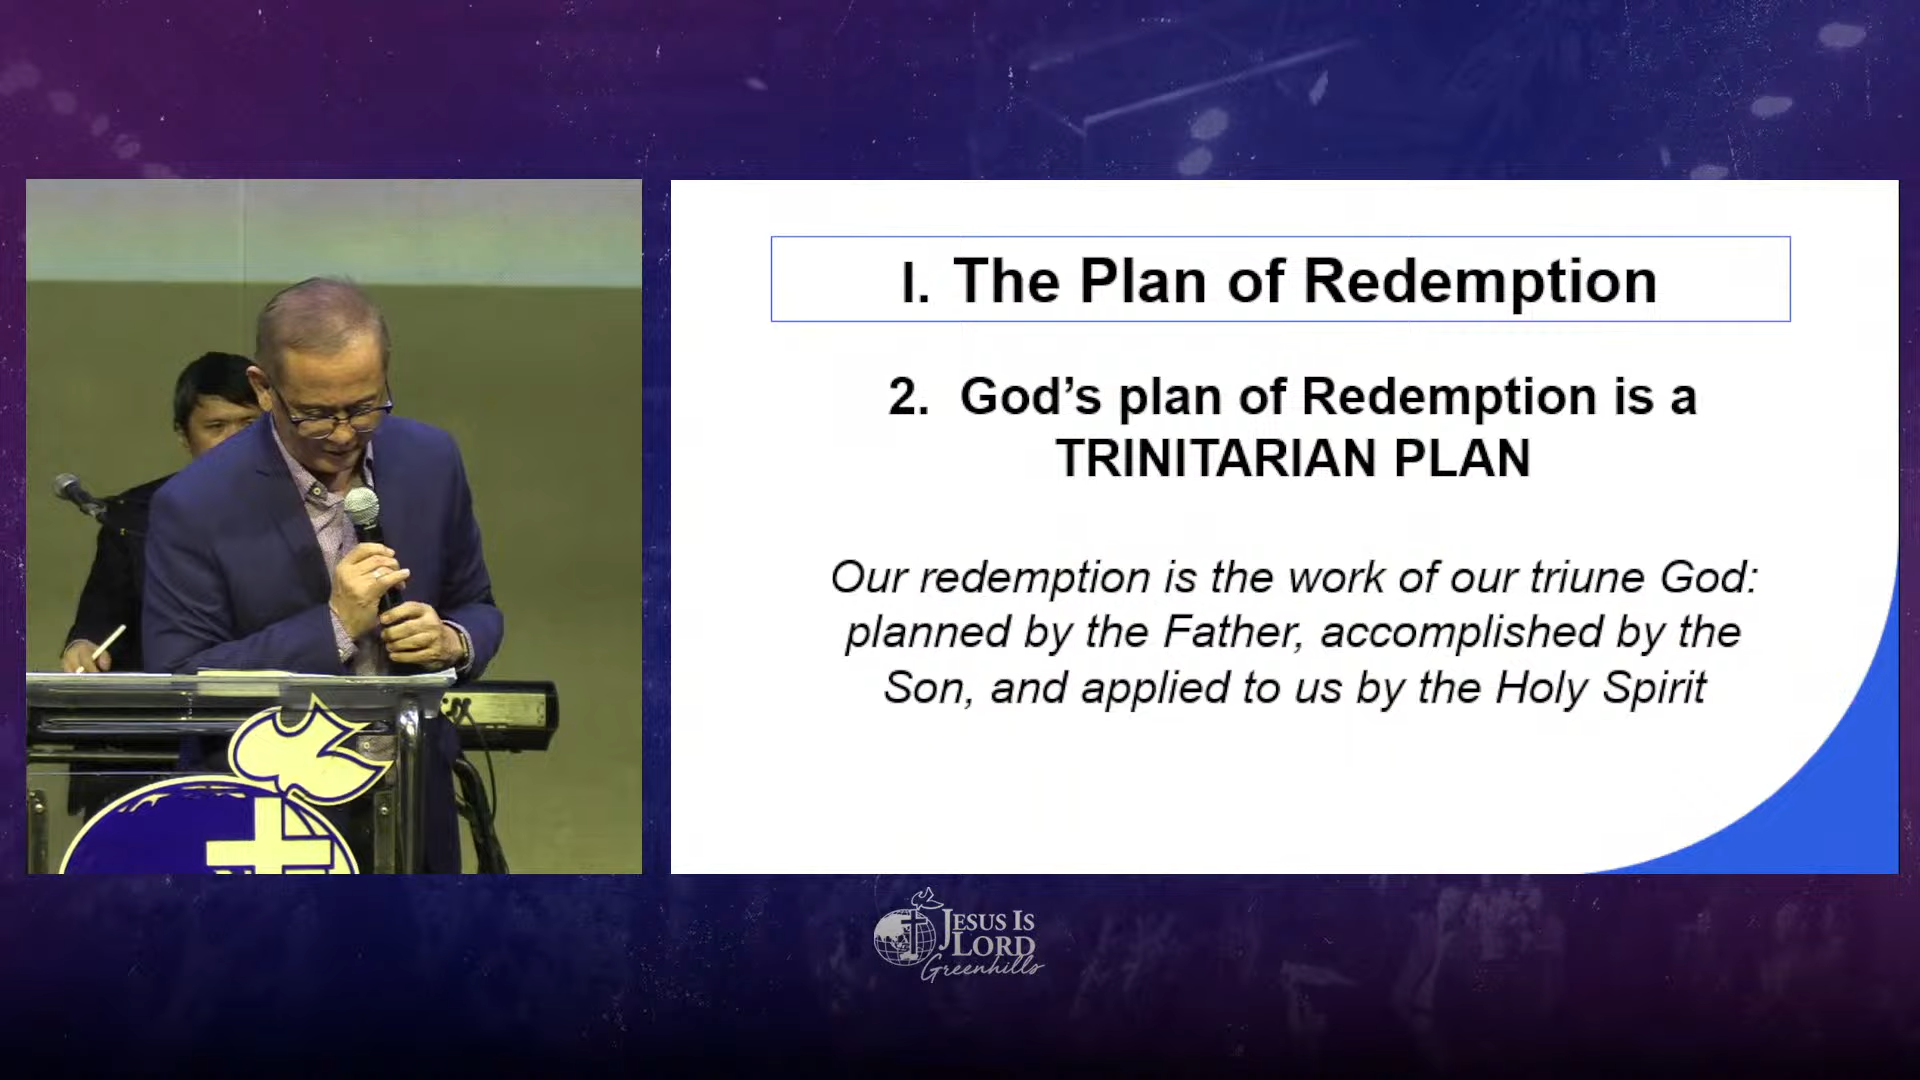 I. The Plan of Redemption
2. God’s plan of Redemption is a
TRINITARIAN PLAN
Our redemption is the work of our triune God:
planned by the Father, accomplished by the
Son, and applied to us by the Holy Spirit
JESUS IS
LORD
Greenhills